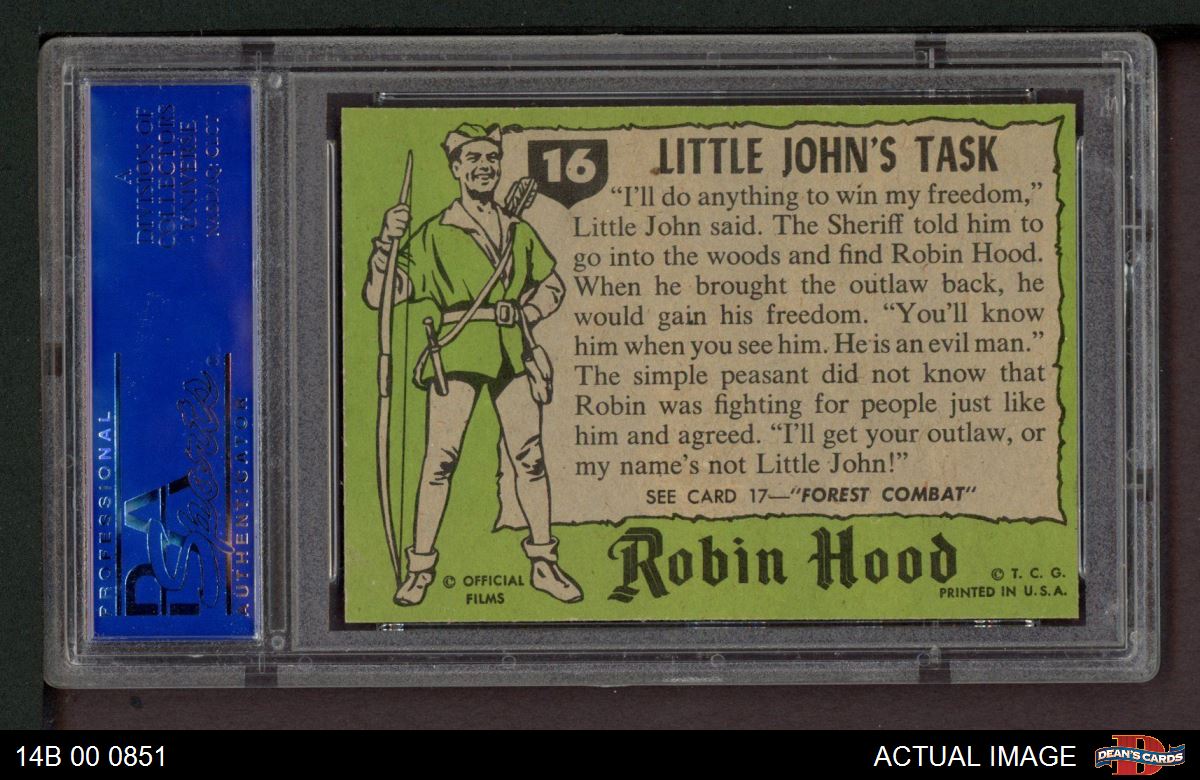 A
DIVISION OF
COLLECTORS
UNIVERSE
NASDAQ: CLCT
PROFESSIONAL
PSA
Sports
AUTHENTICATOR
16
LITTLE JOHN'S TASK
"I'll do anything to win my freedom,"
Little John said. The Sheriff told him to
go into the woods and find Robin Hood.
When he brought the outlaw back, he
would gain his freedom. "You'll know
him when you see him. He is an evil man."
The simple peasant did not know that
Robin was fighting for people just like
him and agreed. "I'll get your outlaw, or
my name's not Little John!"
SEE CARD 17—"FOREST COMBAT"
Robin Hood
© OFFICIAL
FILMS
© T. C. G.
PRINTED IN U.S.A.
14B 00 0851
ACTUAL IMAGE
D
DEAN'S CARDS